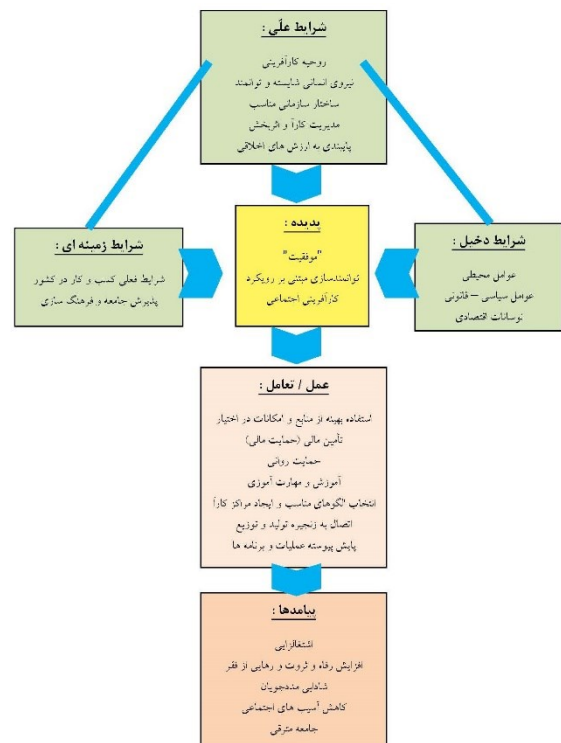 شرایط علّی :
روحیه کارآفرینی
نیروی انسانی شایسته و توانمند
ساختار سازمانی مناسب
مدیریت کارآ و اثربخش
پایبندی به ارزش های اخلاقی
شرایط دخیل :
عوامل محیطی
عوامل سیاسی – قانونی
نوسانات اقتصادی
پدیده :
"موفقیت"
توانمندسازی مبتنی بر رویکرد
کارآفرینی اجتماعی
شرایط زمینه ای :
شرایط فعلی کسب و کار در کشور
پذیرش جامعه و فرهنگ سازی
عمل / تعامل :
استفاده بهینه از منابع و امکانات در اختیار
تأمین مالی (حمایت مالی)
حمایت روانی
آموزش و مهارت آموزی
انتخاب الگوهای مناسب و ایجاد مراکز کارآ
اتصال به زنجیره تولید و توزیع
پایش پیوسته عملیات و برنامه ها
پیامدها :
اشتغالزایی
افزایش رفاه و ثروت و رهایی از فقر
شادابی مددجویان
کاهش آسیب های اجتماعی
جامعه مترقی